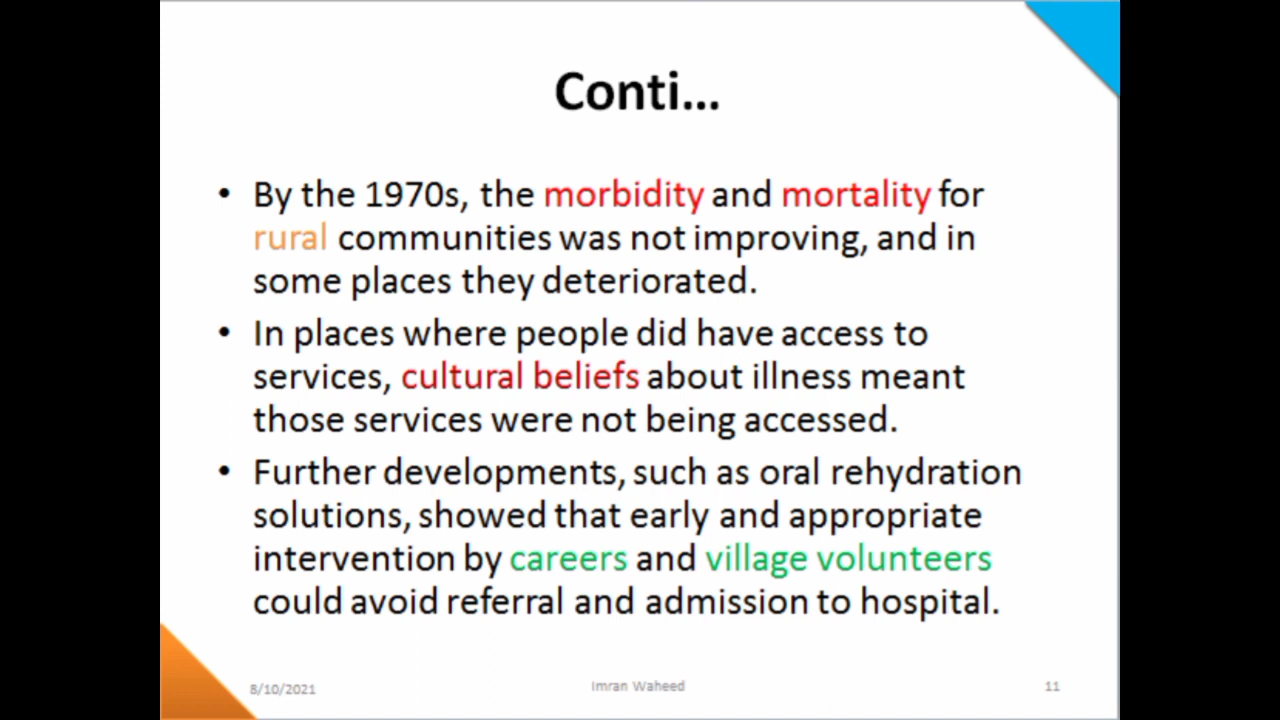 Conti...
• By the 1970s, the morbidity and mortality for
rural communities was not improving, and in
some places they deteriorated.
• In places where people did have access to
services, cultural beliefs about illness meant
those services were not being accessed.
• Further developments, such as oral rehydration
solutions, showed that early and appropriate
intervention by careers and village volunteers
could avoid referral and admission to hospital.
8/10/2021
Imran Waheed
11